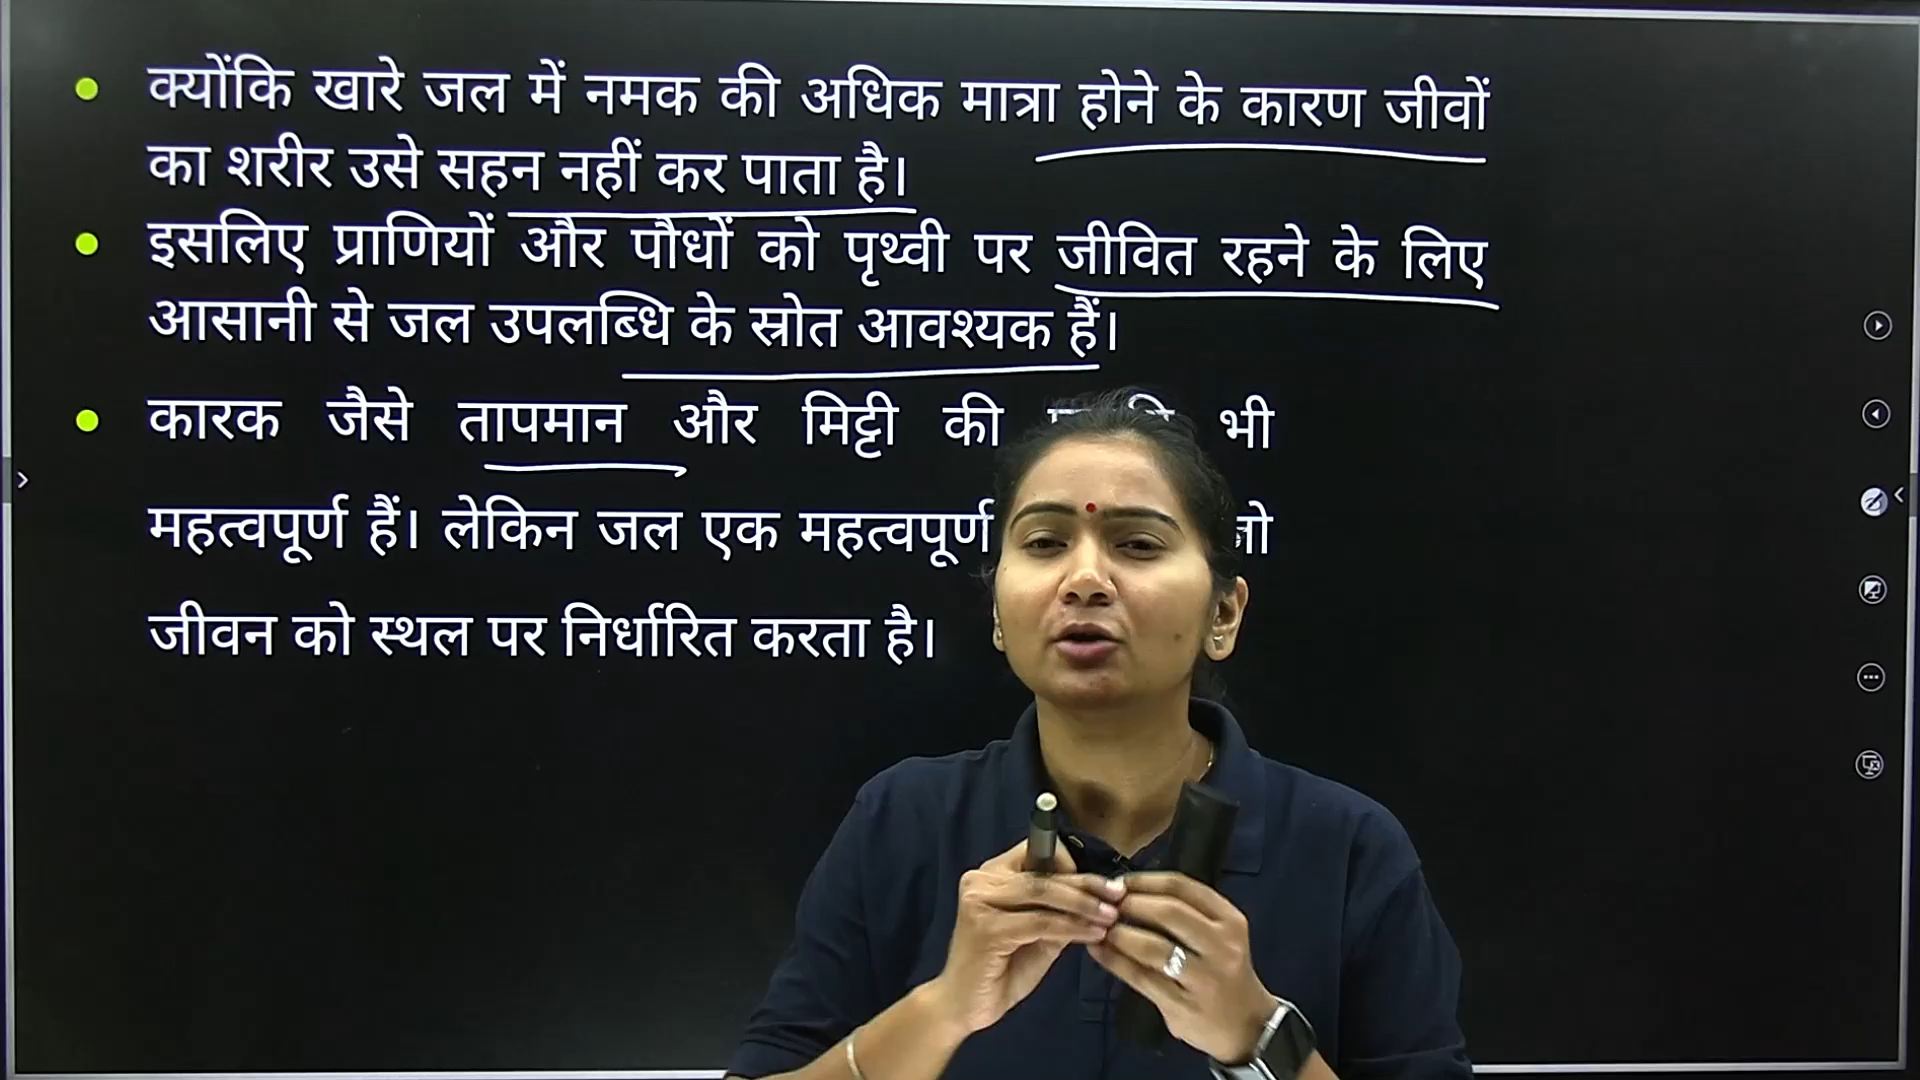 क्योंकि खारे जल में नमक की अधिक मात्रा होने के कारण जीवों
का शरीर उसे सहन नहीं कर पाता है।
इसलिए प्राणियों और पौधों को पृथ्वी पर जीवित रहने के लिए
आसानी से जल उपलब्धि के स्रोत आवश्यक हैं।
कारक जैसे तापमान और मिट्टी की भी
महत्वपूर्ण हैं। लेकिन जल एक महत्वपूर्ण
जीवन को स्थल पर निर्धारित करता है।